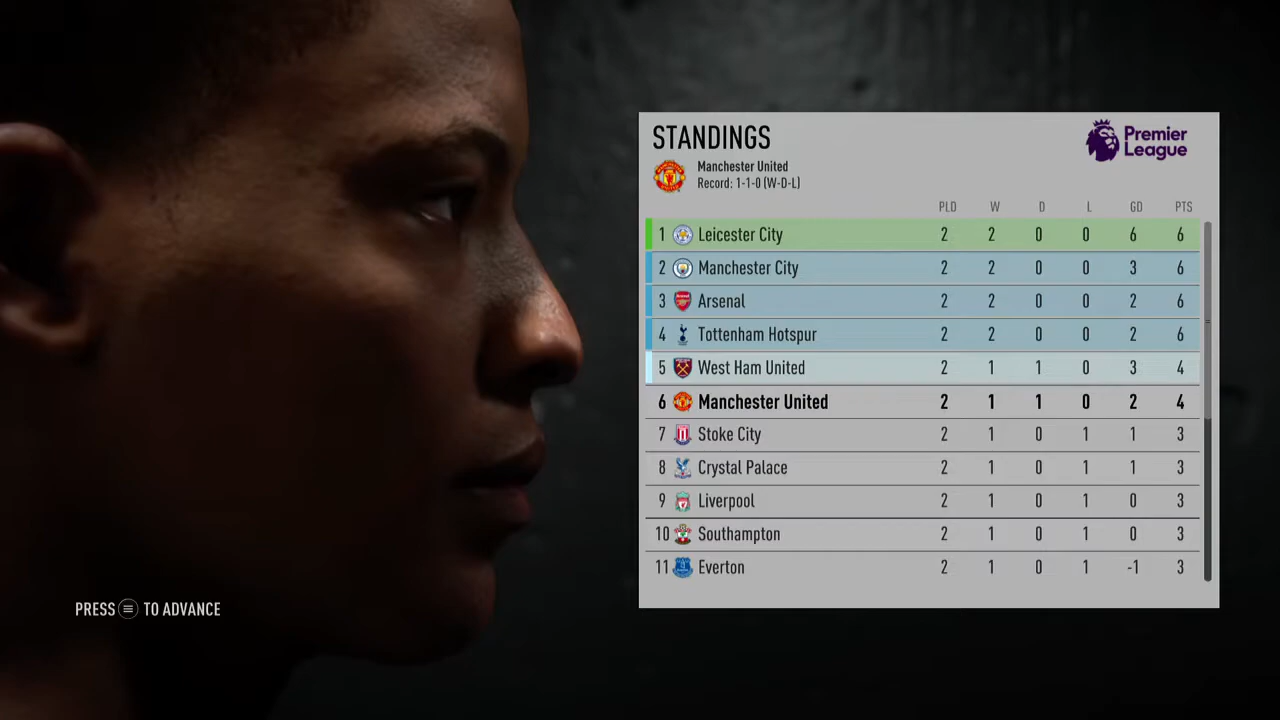 STANDINGS
Premier
League
Manchester United
Record: 1-1-0 (W-D-L)
PLD W D L GD PTS
1 Leicester City 2 2 0 0 6 6
2 Manchester City 2 2 0 0 3 6
3 Arsenal 2 2 0 0 2 6
4 Tottenham Hotspur 2 2 0 0 2 6
5 West Ham United 2 1 1 0 3 4
6 Manchester United 2 1 1 0 2 4
7 Stoke City 2 1 0 1 1 3
8 Crystal Palace 2 1 0 1 1 3
9 Liverpool 2 1 0 1 0 3
10 Southampton 2 1 0 1 0 3
11 Everton 2 1 0 1 -1 3
PRESS TO ADVANCE